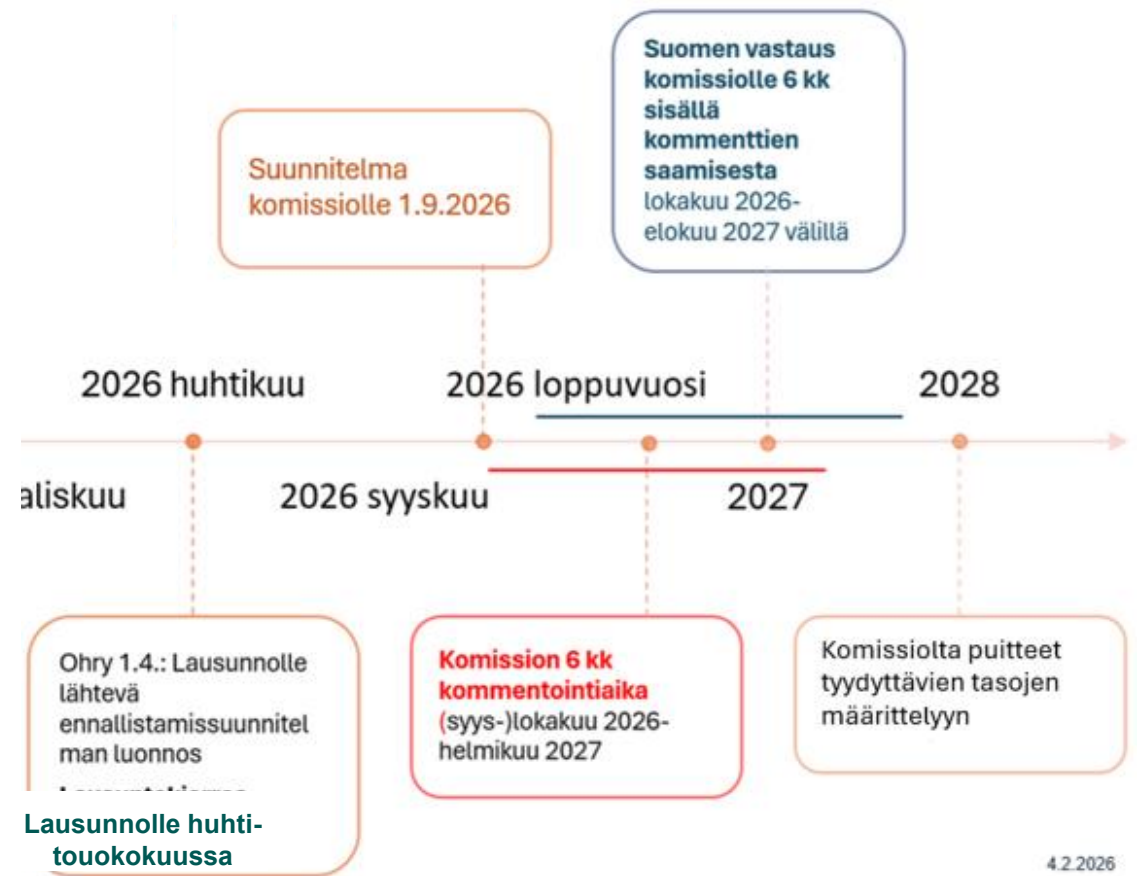 Suomen vastaus
komissiolle 6 kk
sisällä
kommenttien
saamisesta
lokakuu 2026-
elokuu 2027 välillä
Suunnitelma
komissiolle 1.9.2026
2026 huhtikuu
2026 loppuvuosi
2028
aliskuu
2026 syyskuu
2027
Ohry 1.4.: Lausunnolle
lähtevä
ennallistamissuunnitel
man luonnos
Lausunnolle huhti-
touokokuussa
Komission 6 kk
kommentointiaika
(syys-)lokakuu 2026-
helmikuu 2027
Komissiolta puitteet
tyydyttävien tasojen
määrittelyyn
4.2.2026